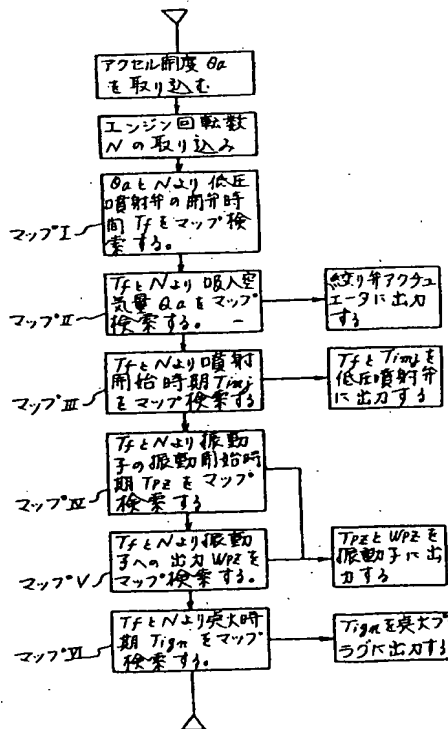 アクセル開度θa
を取り込む
エンジン回転数
Nの取り込み
マップI
θaとNより低圧
噴射弁の開弁時
間Tfをマップ検
索する。
マップII
TfとNより吸入空
気量Qaをマップ
検索する。
絞り弁アクチュ
エータに出力
する
マップIII
TfとNより噴射
開始時期Tinj
をマップ検索する
TfとTinjを
低圧噴射弁
に出力する
マップIV
TfとNより振動
子の振動開始時
期TPZをマップ
検索する
マップV
TfとNより振動
子への出力WPZを
マップ検索する。
TPZとWPZを
振動子に出
力する
マップVI
TfとNより点火時
期Tignをマップ
検索する。
Tignを点火プ
ラグに出力する